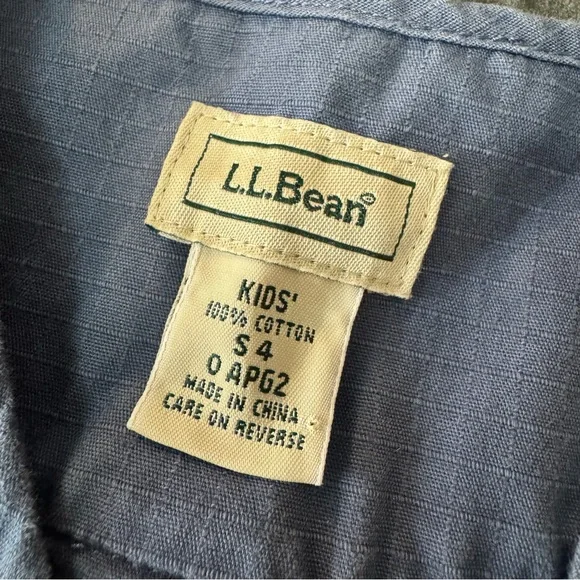 L.L.Bean®
KIDS'
100% COTTON
S 4
0 APG2
MADE IN CHINA
CARE ON REVERSE